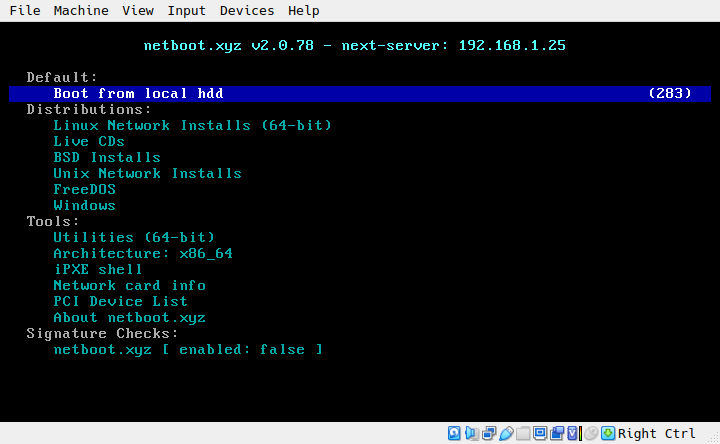 File Machine View Input Devices Help
netboot.xyz v2.0.78 - next-server: 192.168.1.25
Default:
Boot from local hdd (283)
Distributions:
Linux Network Installs (64-bit)
Live CDs
BSD Installs
Unix Network Installs
FreeDOS
Windows
Tools:
Utilities (64-bit)
Architecture: x86_64
iPXE shell
Network card info
PCI Device List
About netboot.xyz
Signature Checks:
netboot.xyz [ enabled: false ]
Right Ctrl